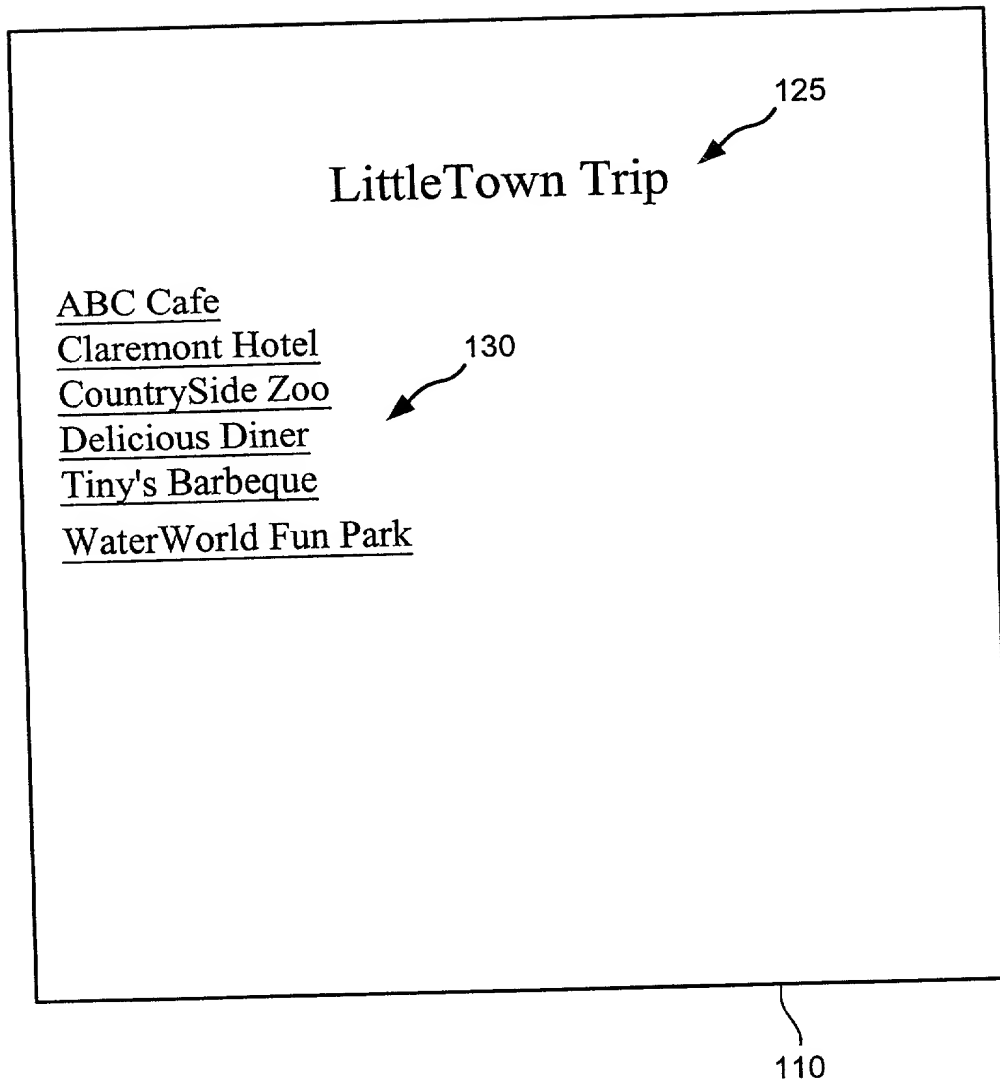 125
LittleTown Trip
ABC Cafe
Claremont Hotel
130
CountrySide Zoo
Delicious Diner
Tiny's Barbeque
WaterWorld Fun Park
110